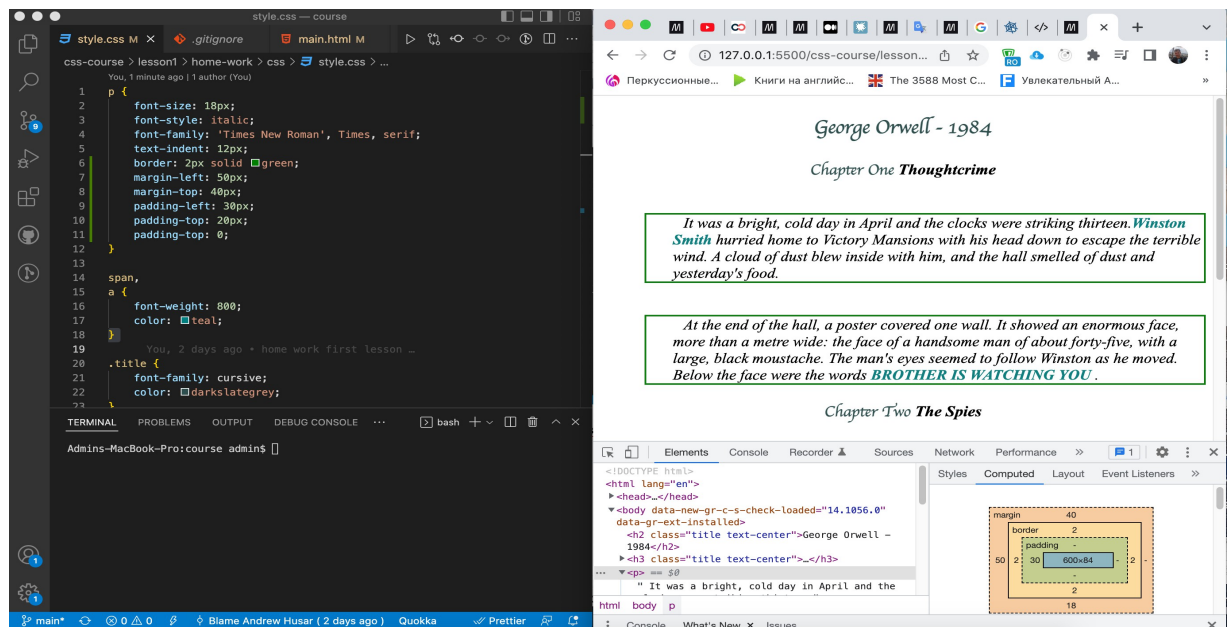 style.css — course
style.css M
.gitignore
main.html M
css-course > lesson1 > home-work > css > style.css > ...
You, 1 minute ago | 1 author (You)
1 p {
2 font-size: 18px;
3 font-style: italic;
4 font-family: 'Times New Roman', Times, serif;
5 text-indent: 12px;
6 border: 2px solid green;
7 margin-left: 50px;
8 margin-top: 40px;
9 padding-left: 30px;
10 padding-top: 20px;
11 padding-top: 0;
12 }
13
14 span,
15 a {
16 font-weight: 800;
17 color: teal;
18 }
19 You, 2 days ago • home work first lesson …
20 .title {
21 font-family: cursive;
22 color: darkslategrey;
23 }
TERMINAL PROBLEMS OUTPUT DEBUG CONSOLE ... bash
Admins-MacBook-Pro:course admin$
9
1
1
main* 0 0 Blame Andrew Husar ( 2 days ago ) Quokka Prettier
127.0.0.1:5500/css-course/lesson...
RO
Перкуссионные... Книги на английс... The 3588 Most C... Увлекательный А... »
George Orwell - 1984
Chapter One Thoughtcrime
It was a bright, cold day in April and the clocks were striking thirteen.Winston
Smith hurried home to Victory Mansions with his head down to escape the terrible
wind. A cloud of dust blew inside with him, and the hall smelled of dust and
yesterday's food.
At the end of the hall, a poster covered one wall. It showed an enormous face,
more than a metre wide: the face of a handsome man of about forty-five, with a
large, black moustache. The man's eyes seemed to follow Winston as he moved.
Below the face were the words BROTHER IS WATCHING YOU .
Chapter Two The Spies
Elements Console Recorder Sources Network Performance » 1
<!DOCTYPE html>
<html lang="en">
<head>…</head>
<body data-new-gr-c-s-check-loaded="14.1056.0"
data-gr-ext-installed>
<h2 class="title text-center">George Orwell -
1984</h2>
<h3 class="title text-center">…</h3>
... <p> == $0
" It was a bright, cold day in April and the
html body p
Styles Computed Layout Event Listeners »
margin 40
border 2
padding -
50 2 30 600×84 - 2 -
-
2
18
Console What's New × Issues